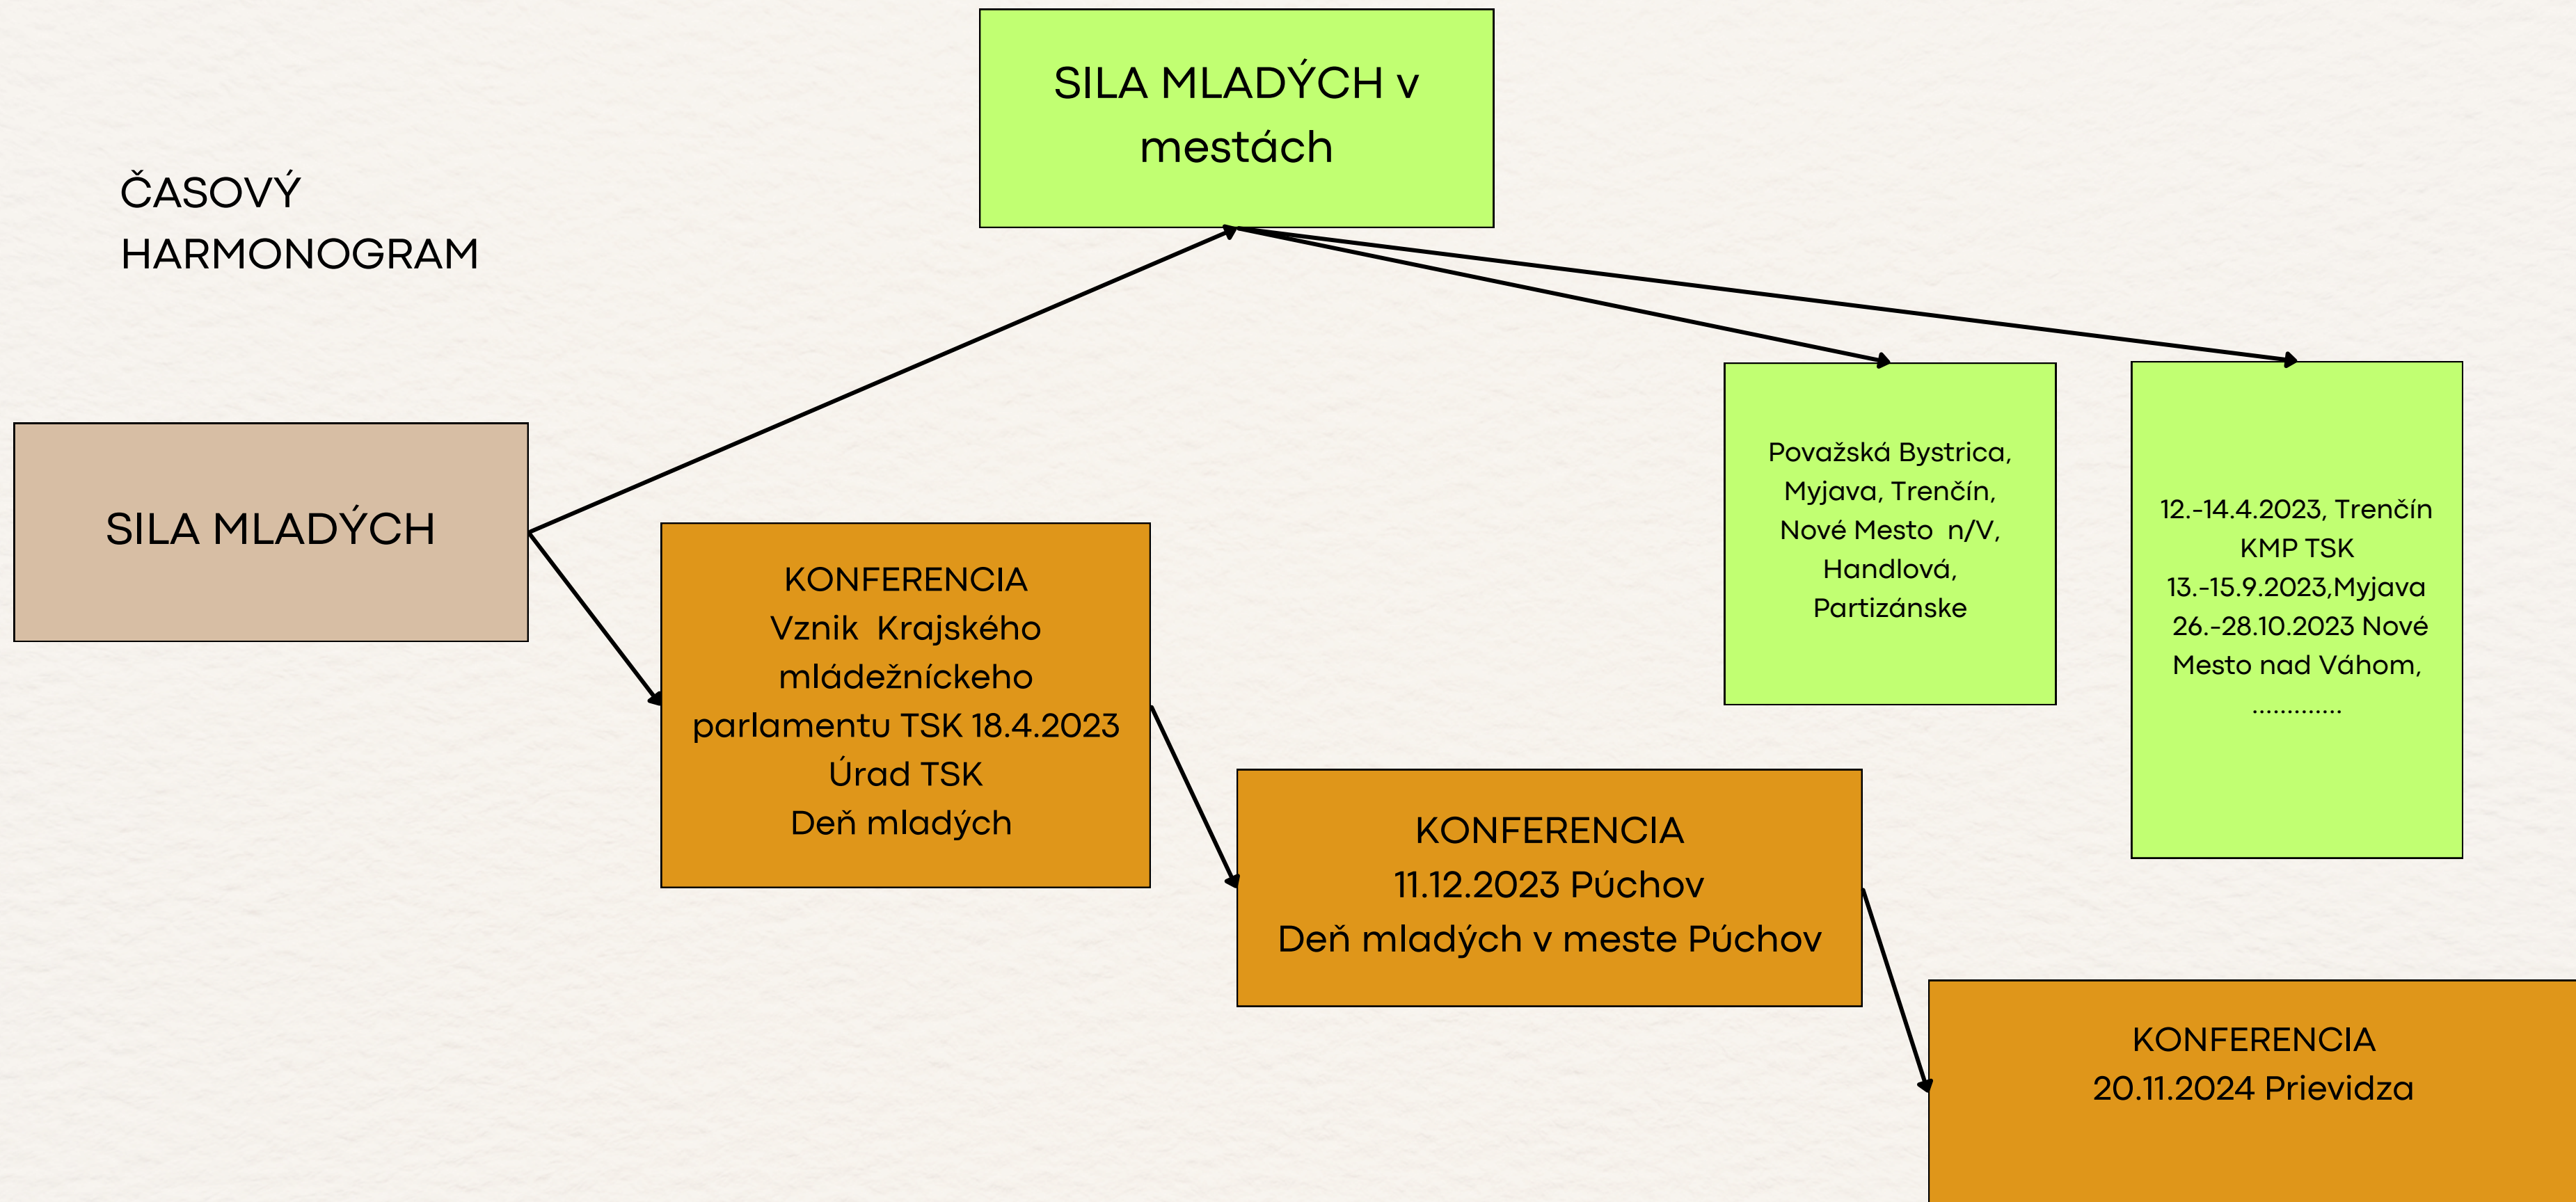 SILA MLADÝCH v
mestách
ČASOVÝ
HARMONOGRAM
SILA MLADÝCH
Považská Bystrica,
Myjava, Trenčín,
Nové Mesto  n/V,
Handlová,
Partizánske
12.-14.4.2023, Trenčín
KMP TSK
13.-15.9.2023,Myjava
26.-28.10.2023 Nové
Mesto nad Váhom,
.............
KONFERENCIA
Vznik  Krajského
mládežníckeho
parlamentu TSK 18.4.2023
Úrad TSK
Deň mladých
KONFERENCIA
11.12.2023 Púchov
Deň mladých v meste Púchov
KONFERENCIA
20.11.2024 Prievidza